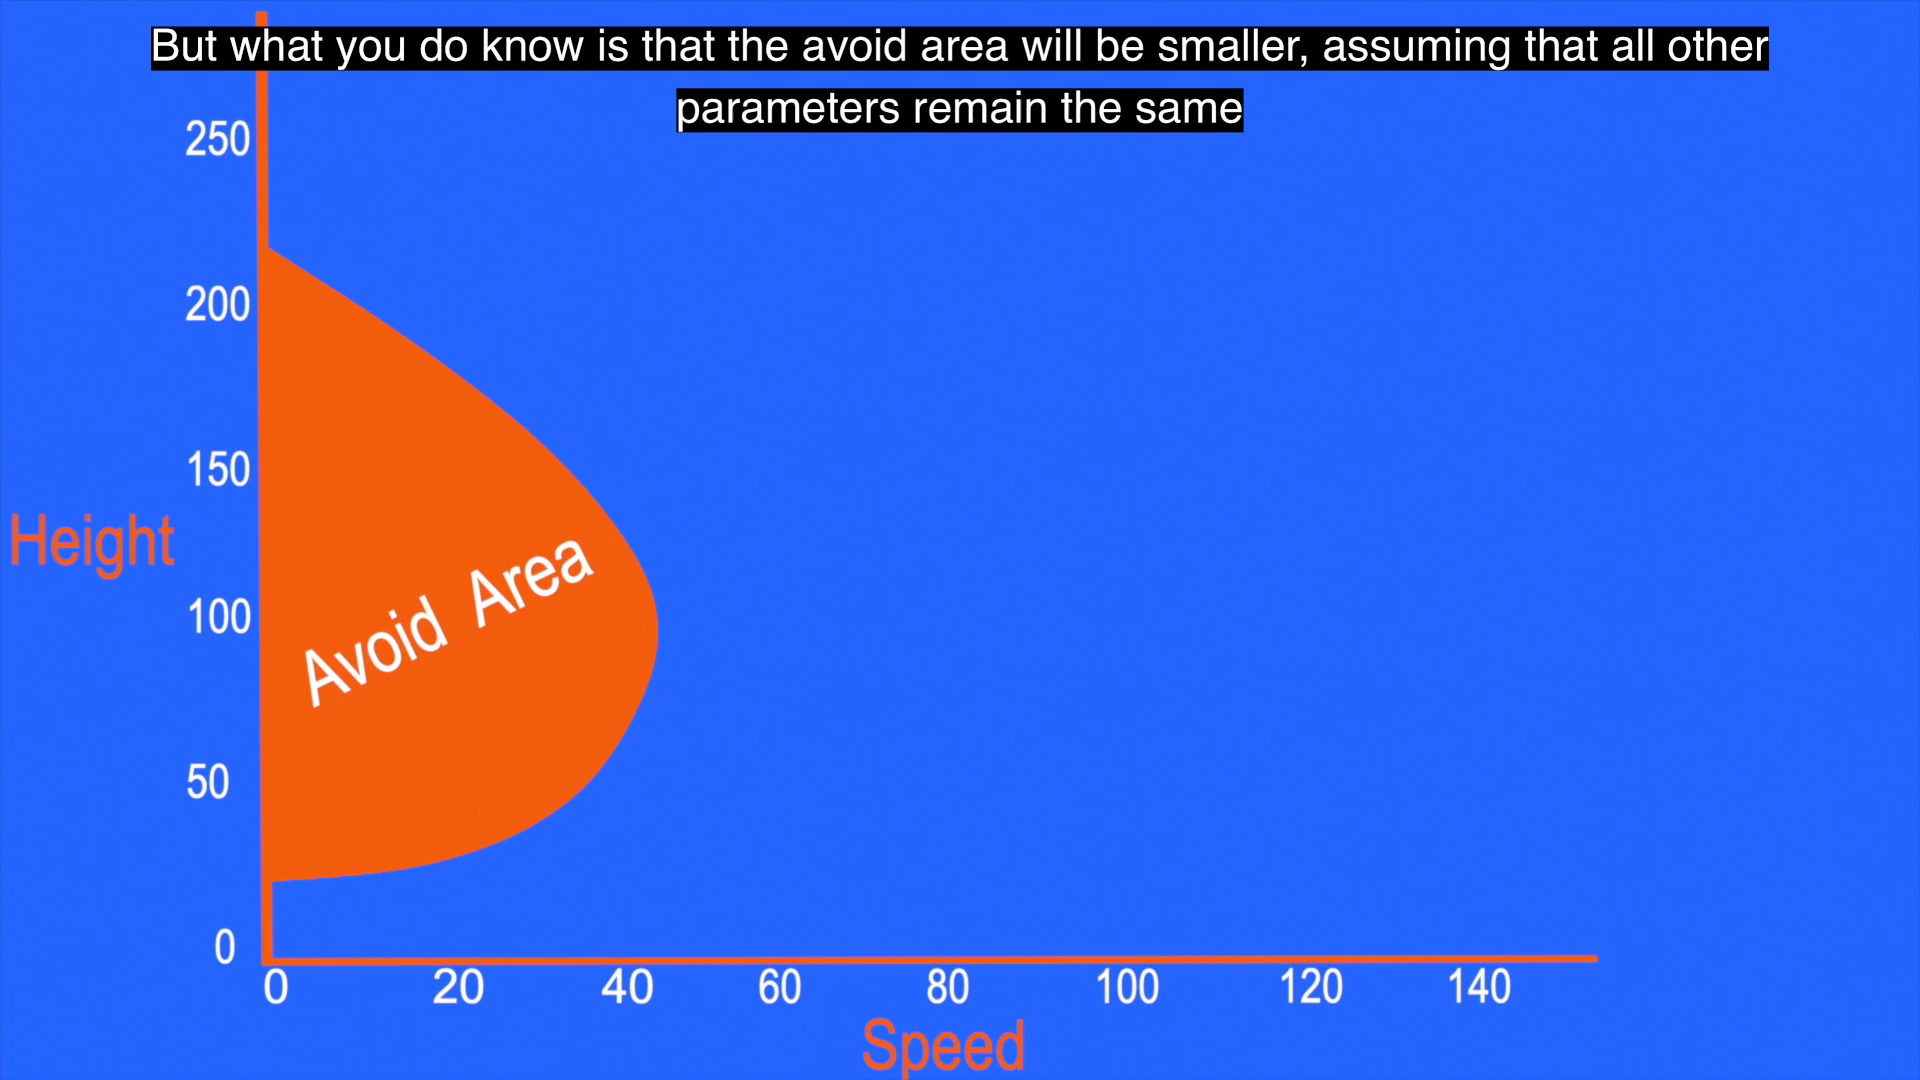 But what you do know is that the avoid area will be smaller, assuming that all other
parameters remain the same
250
200
150
Height
Avoid Area
100
50
0
0 20 40 60 80 100 120 140
Speed